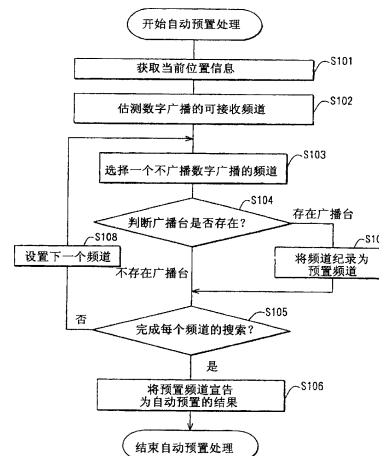 开始自动预置处理
S101
获取当前位置信息
S102
估测数字广播的可接收频道
S103
选择一个不广播数字广播的频道
S104
判断广播台是否存在?
存在广播台
S108
设置下一个频道
不存在广播台
将频道纪录为
预置频道
S105
完成每个频道的搜索?
否
是
S106
将预置频道宣告
为自动预置的结果
结束自动预置处理